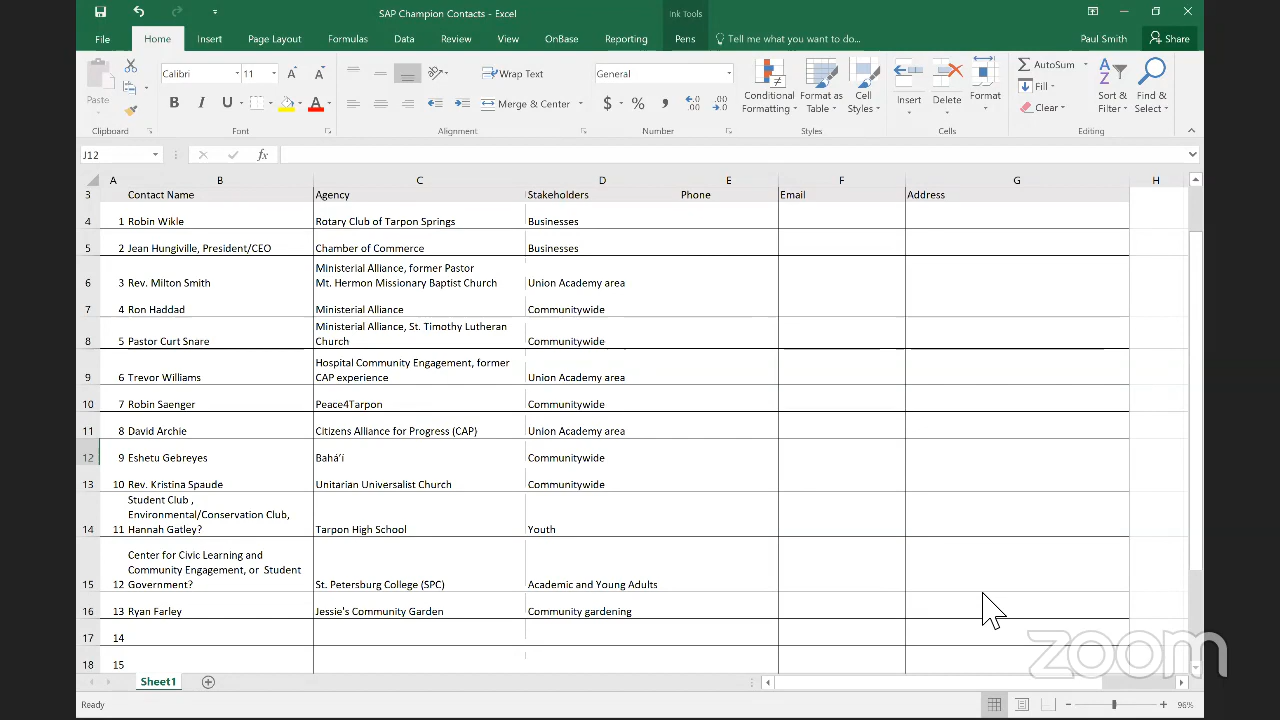 SAP Champion Contacts - Excel
Ink Tools
File Home Insert Page Layout Formulas Data Review View OnBase Reporting Pens Tell me what you want to do... Paul Smith Share
Paste
Calibri 11 A A
B I U A
Wrap Text
Merge & Center
General
$ % , .0 .00
Conditional Formatting
Format as Table
Cell Styles
Insert
Delete
Format
AutoSum
Fill
Clear
Sort & Filter
Find & Select
Clipboard Font Alignment Number Styles Cells Editing
J12 fx
A B C D E F G H
3 Contact Name Agency Stakeholders Phone Email Address
4 1 Robin Wikle Rotary Club of Tarpon Springs Businesses
5 2 Jean Hungiville, President/CEO Chamber of Commerce Businesses
Ministerial Alliance, former Pastor
6 3 Rev. Milton Smith Mt. Hermon Missionary Baptist Church Union Academy area
7 4 Ron Haddad Ministerial Alliance Communitywide
Ministerial Alliance, St. Timothy Lutheran
8 5 Pastor Curt Snare Church Communitywide
Hospital Community Engagement, former
9 6 Trevor Williams CAP experience Union Academy area
10 7 Robin Saenger Peace4Tarpon Communitywide
11 8 David Archie Citizens Alliance for Progress (CAP) Union Academy area
12 9 Eshetu Gebreyes Bahá'í Communitywide
13 10 Rev. Kristina Spaude Unitarian Universalist Church Communitywide
Student Club ,
Environmental/Conservation Club,
14 11 Hannah Gatley? Tarpon High School Youth
Center for Civic Learning and
Community Engagement, or Student
15 12 Government? St. Petersburg College (SPC) Academic and Young Adults
16 13 Ryan Farley Jessie's Community Garden Community gardening
17 14
18 15
Sheet1
Ready 96%
zoom